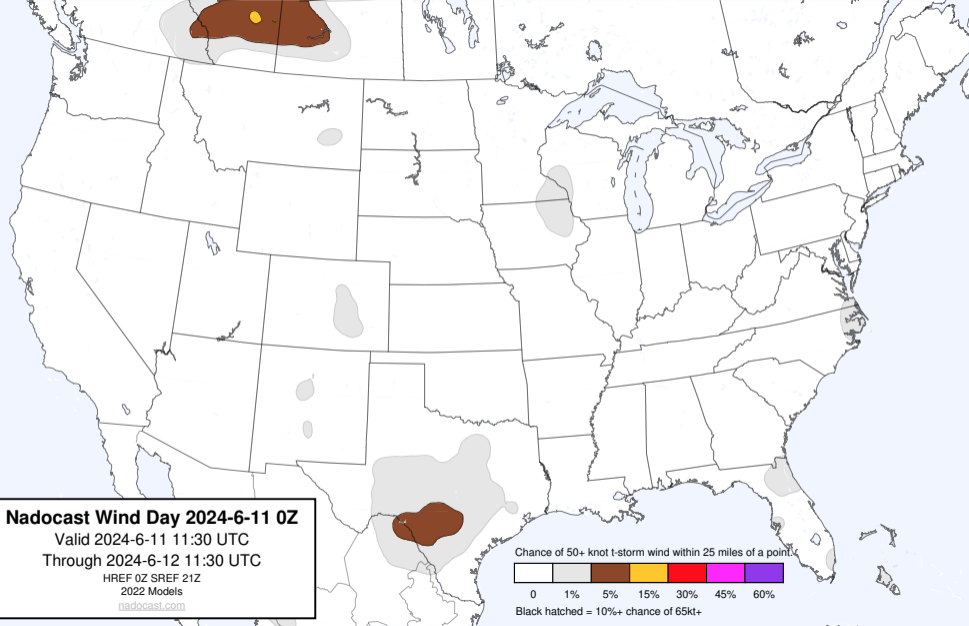 Nadocast Wind Day 2024-6-11 0Z
Valid 2024-6-11 11:30 UTC
Through 2024-6-12 11:30 UTC
HREF 0Z SREF 21Z
2022 Models
nadocast.com
Chance of 50+ knot t-storm wind within 25 miles of a point.
0 1% 5% 15% 30% 45% 60%
Black hatched = 10%+ chance of 65kt+